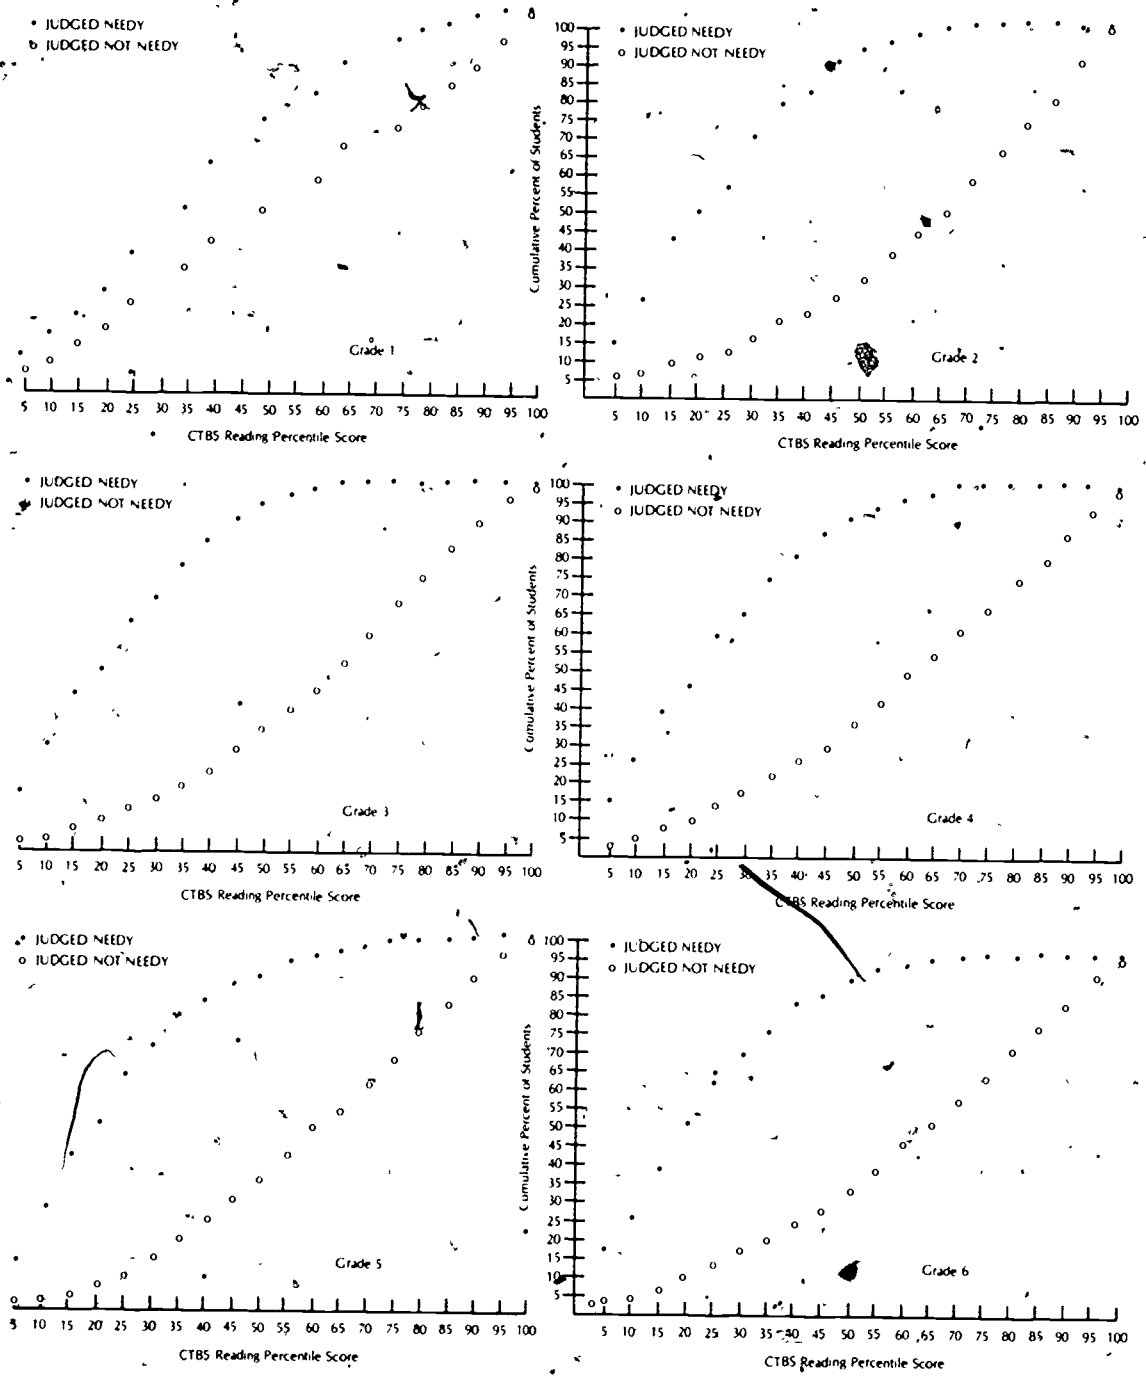 • JUDGED NEEDY
o JUDGED NOT NEEDY
Grade 1
5 10 15 20 25 35 40 45 50 55 60 65 70 75 80 85 90 95 100
CTBS Reading Percentile Score
• JUDGED NEEDY
o JUDGED NOT NEEDY
Cumulative Percent of Students
100
95
90
85
80
75
70
65
60
55
50
45
40
35
30
25
20
15
10
5
Grade 2
5 10 15 20 25 30 35 40 45 50 55 60 65 70 75 80 85 90 95 100
CTBS Reading Percentile Score
• JUDGED NEEDY
JUDGED NOT NEEDY
Grade 3
5 10 15 20 25 30 35 40 45 50 55 60 65 70 75 80 85 90 95 100
CTBS Reading Percentile Score
• JUDGED NEEDY
o JUDGED NOT NEEDY
Cumulative Percent of Students
100
95
90
85
80
75
70
65
60
55
50
45
40
35
30
25
20
15
10
5
Grade 4
5 10 15 20 25 30 35 40 45 50 55 60 65 70 75 80 85 90 95 100
CTBS Reading Percentile Score
• JUDGED NEEDY
o JUDGED NOT NEEDY
Grade 5
5 10 15 20 25 30 35 40 45 50 55 60 65 70 75 80 85 90 95 100
CTBS Reading Percentile Score
• JUDGED NEEDY
o JUDGED NOT NEEDY
Cumulative Percent of Students
100
95
90
85
80
75
70
65
60
55
50
45
40
35
30
25
20
15
10
5
Grade 6
5 10 15 20 25 30 35 40 45 50 55 60 65 70 75 80 85 90 95 100
CTBS Reading Percentile Score